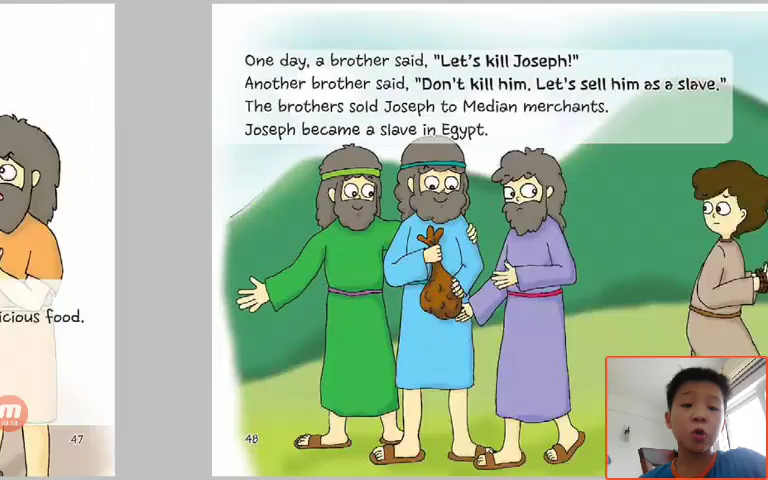 One day, a brother said, "Let's kill Joseph!"
Another brother said, "Don't kill him. Let's sell him as a slave."
The brothers sold Joseph to Median merchants.
Joseph became a slave in Egypt.
icious food.
47
48